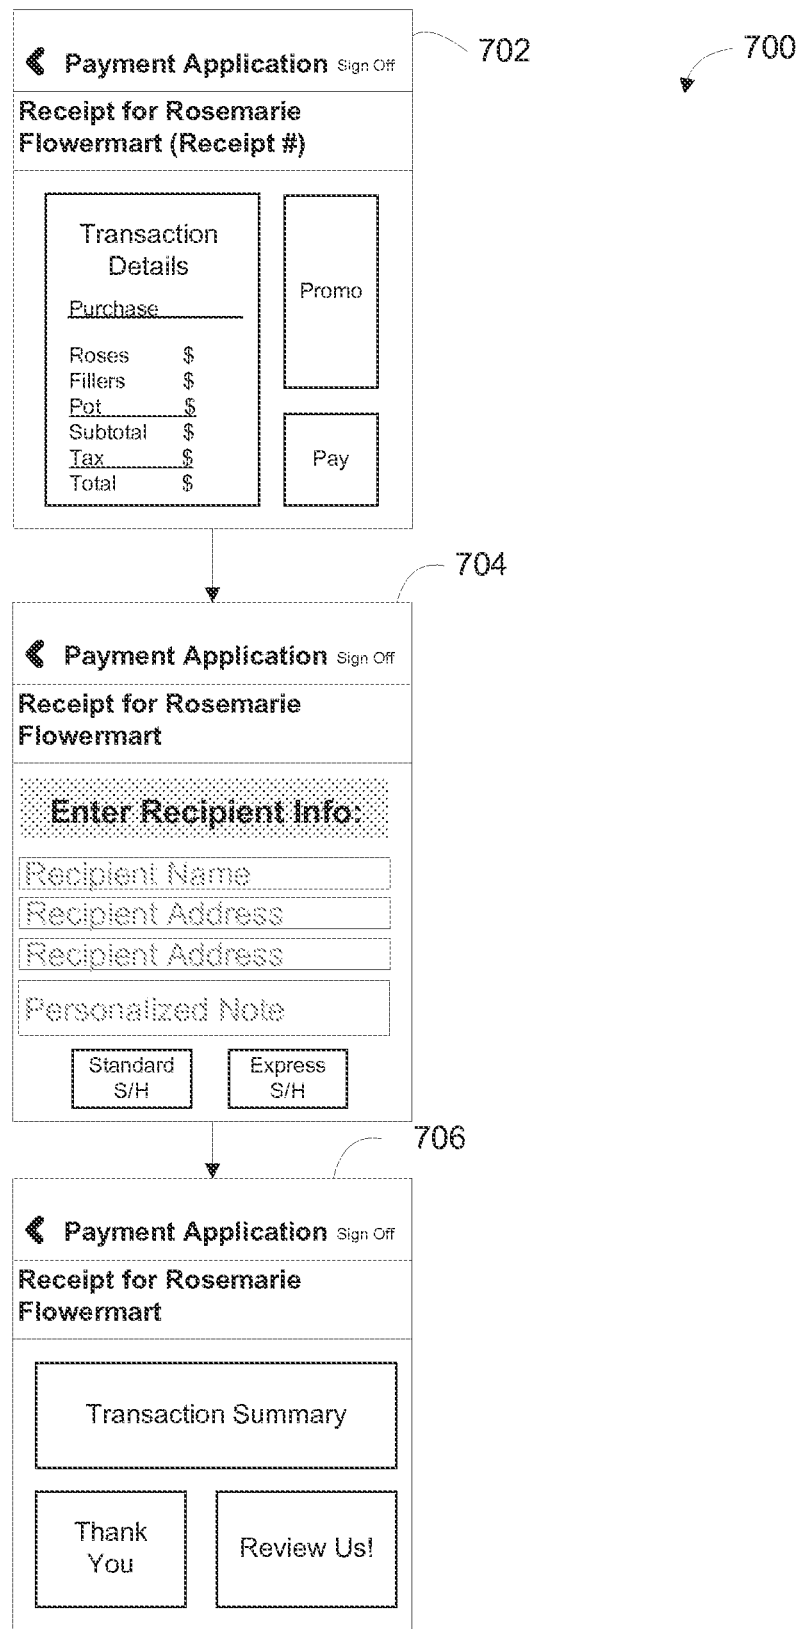 702
700
Payment Application Sign Off
Receipt for Rosemarie
Flowermart (Receipt #)
Transaction
Details
Purchase
Roses $
Fillers $
Pot $
Subtotal $
Tax $
Total $
Promo
Pay
704
Payment Application Sign Off
Receipt for Rosemarie
Flowermart
Enter Recipient Info:
Recipient Name
Recipient Address
Recipient Address
Personalized Note
Standard
S/H
Express
S/H
706
Payment Application Sign Off
Receipt for Rosemarie
Flowermart
Transaction Summary
Thank
You
Review Us!